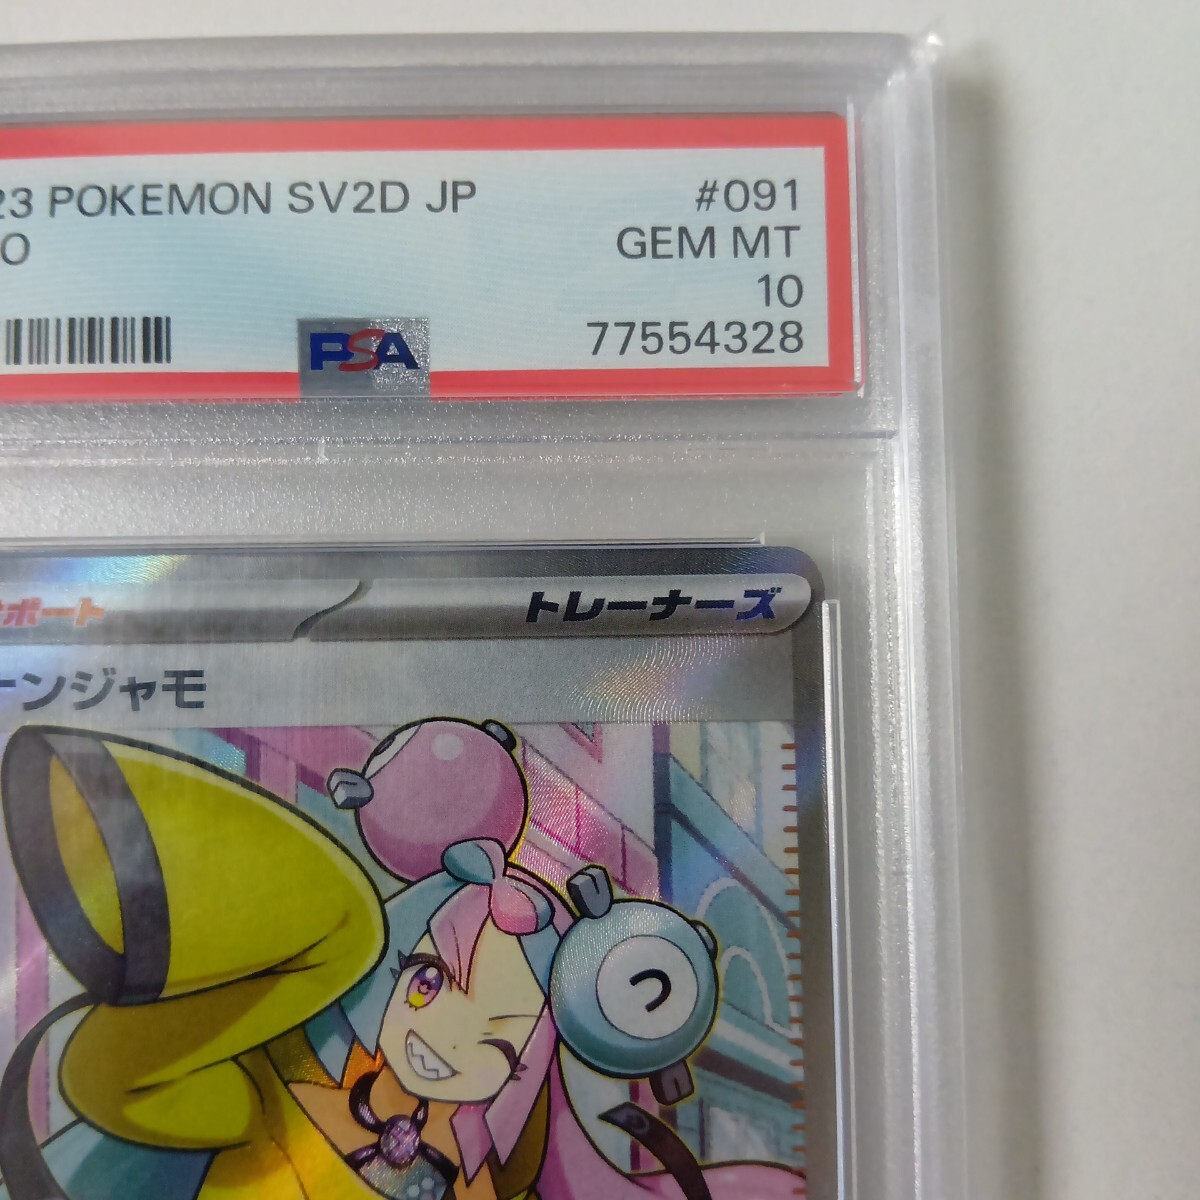 23 POKEMON SV2D JP #091
O GEM MT
10
PSA 77554328
ポート トレーナーズ
ンジャモ